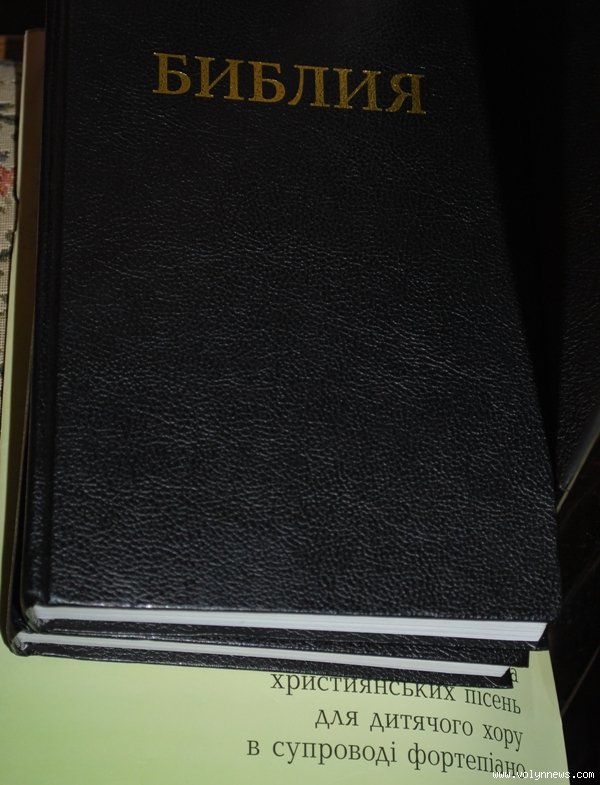 БИБЛИЯ
християнських пісень
для дитячого хору
в супроводі фортепіано
www.volynnews.com